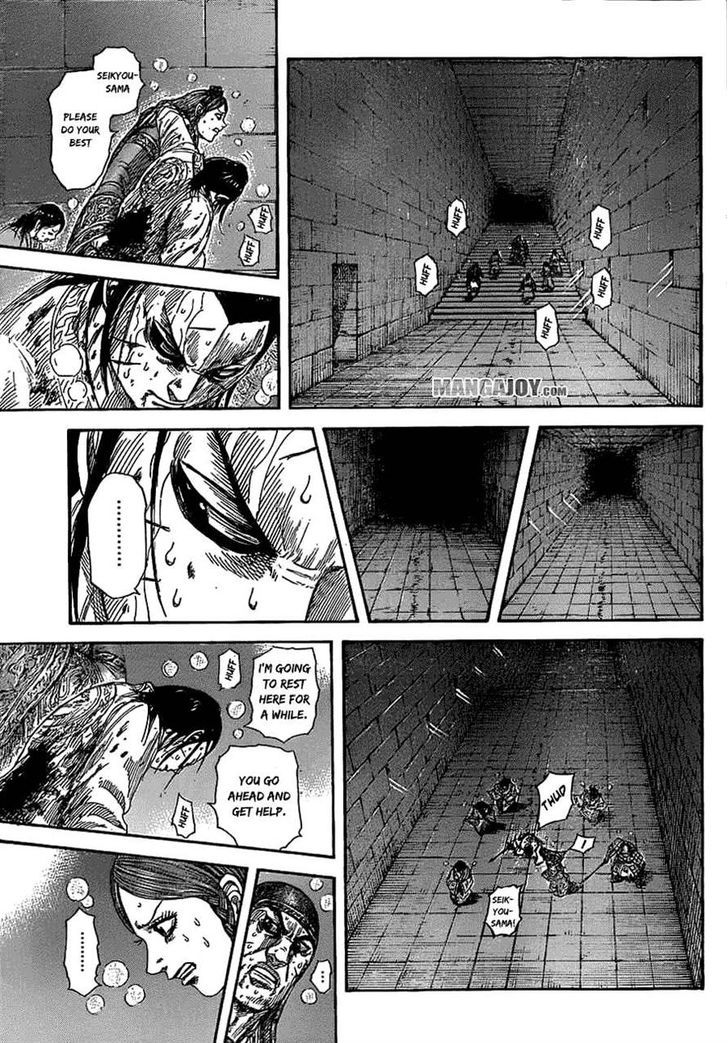 HUFF
HUFF
HUFF
HUFF
HUFF
MANGAJOY.COM
SEIKYOU-
SAMA
PLEASE
DO YOUR
BEST
HUFF
HUFF
.........
THUD
!
SEIK-
YOU-
SAMA!
I'M GOING
TO REST
HERE FOR
A WHILE.
HUFF
YOU GO
AHEAD AND
GET HELP.
HUFF
...
.........